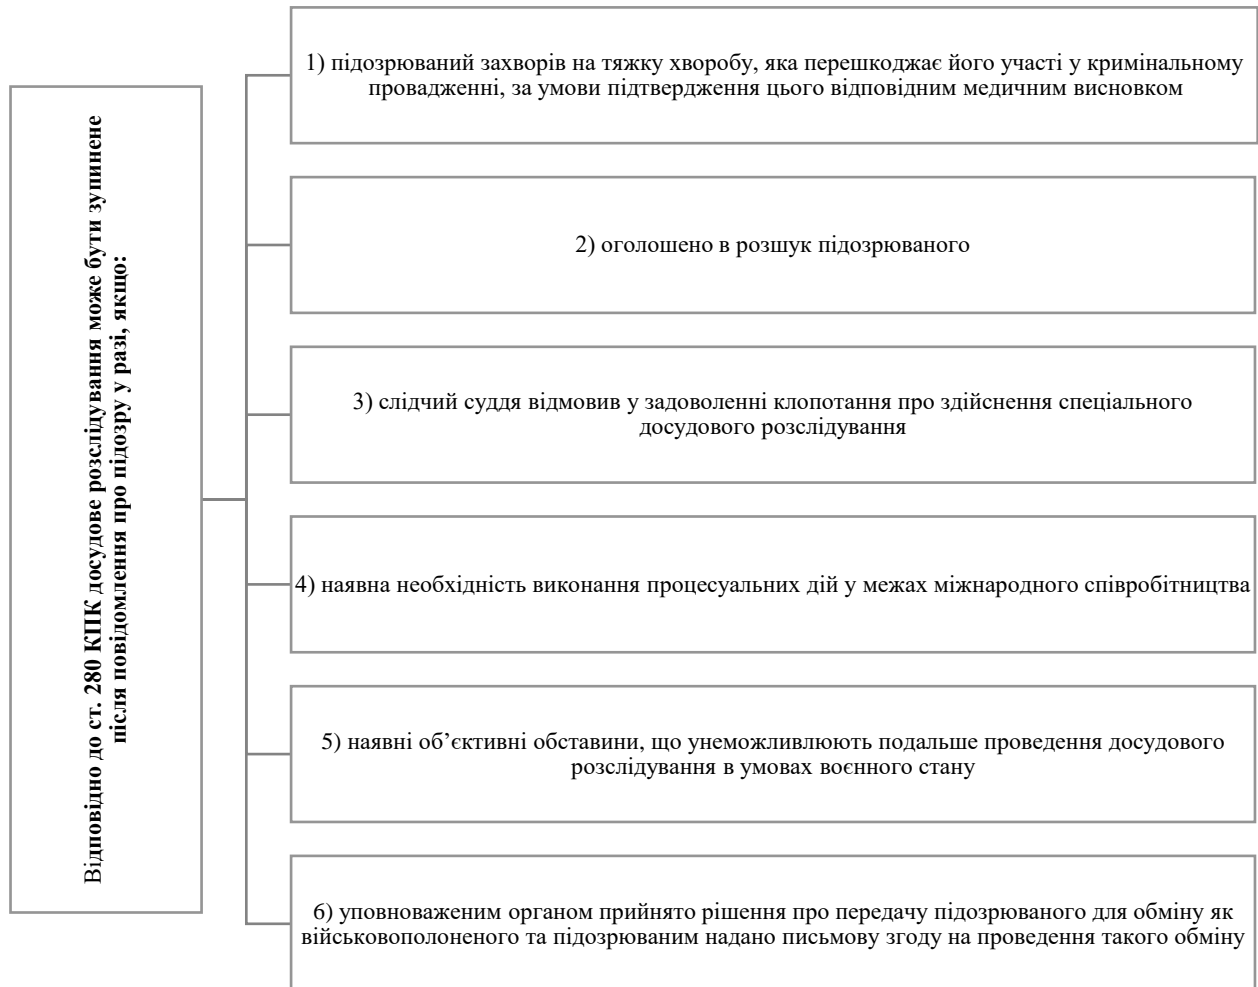 Відповідно до ст. 280 КПК досудове розслідування може бути зупинене
після повідомлення про підозру у разі, якщо:
1) підозрюваний захворів на тяжку хворобу, яка перешкоджає його участі у кримінальному
провадженні, за умови підтвердження цього відповідним медичним висновком
2) оголошено в розшук підозрюваного
3) слідчий суддя відмовив у задоволенні клопотання про здійснення спеціального
досудового розслідування
4) наявна необхідність виконання процесуальних дій у межах міжнародного співробітництва
5) наявні об’єктивні обставини, що унеможливлюють подальше проведення досудового
розслідування в умовах воєнного стану
6) уповноваженим органом прийнято рішення про передачу підозрюваного для обміну як
військовополоненого та підозрюваним надано письмову згоду на проведення такого обміну